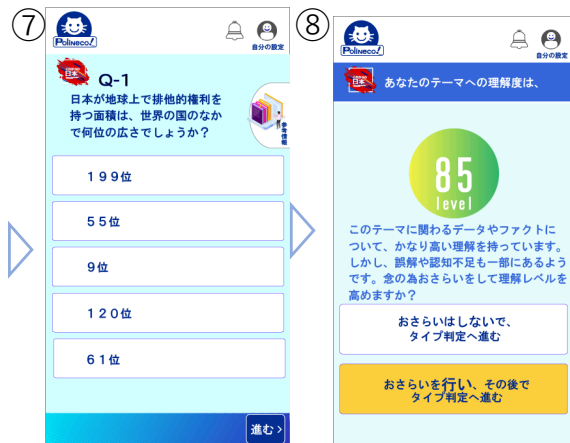 ⑦
POLINECO!
自分の設定
日本
Q-1
日本が地球上で排他的権利を
持つ面積は、世界の国のなか
で何位の広さでしょうか？
参考情報
199位
55位
9位
120位
61位
進む>
⑧
POLINECO!
自分の設定
日本
あなたのテーマへの理解度は、
85
level
このテーマに関わるデータやファクトに
ついて、かなり高い理解を持っています。
しかし、誤解や認知不足も一部にあるよう
です。念の為おさらいをして理解レベルを
高めますか？
おさらいはしないで、
タイプ判定へ進む
おさらいを行い、その後で
タイプ判定へ進む